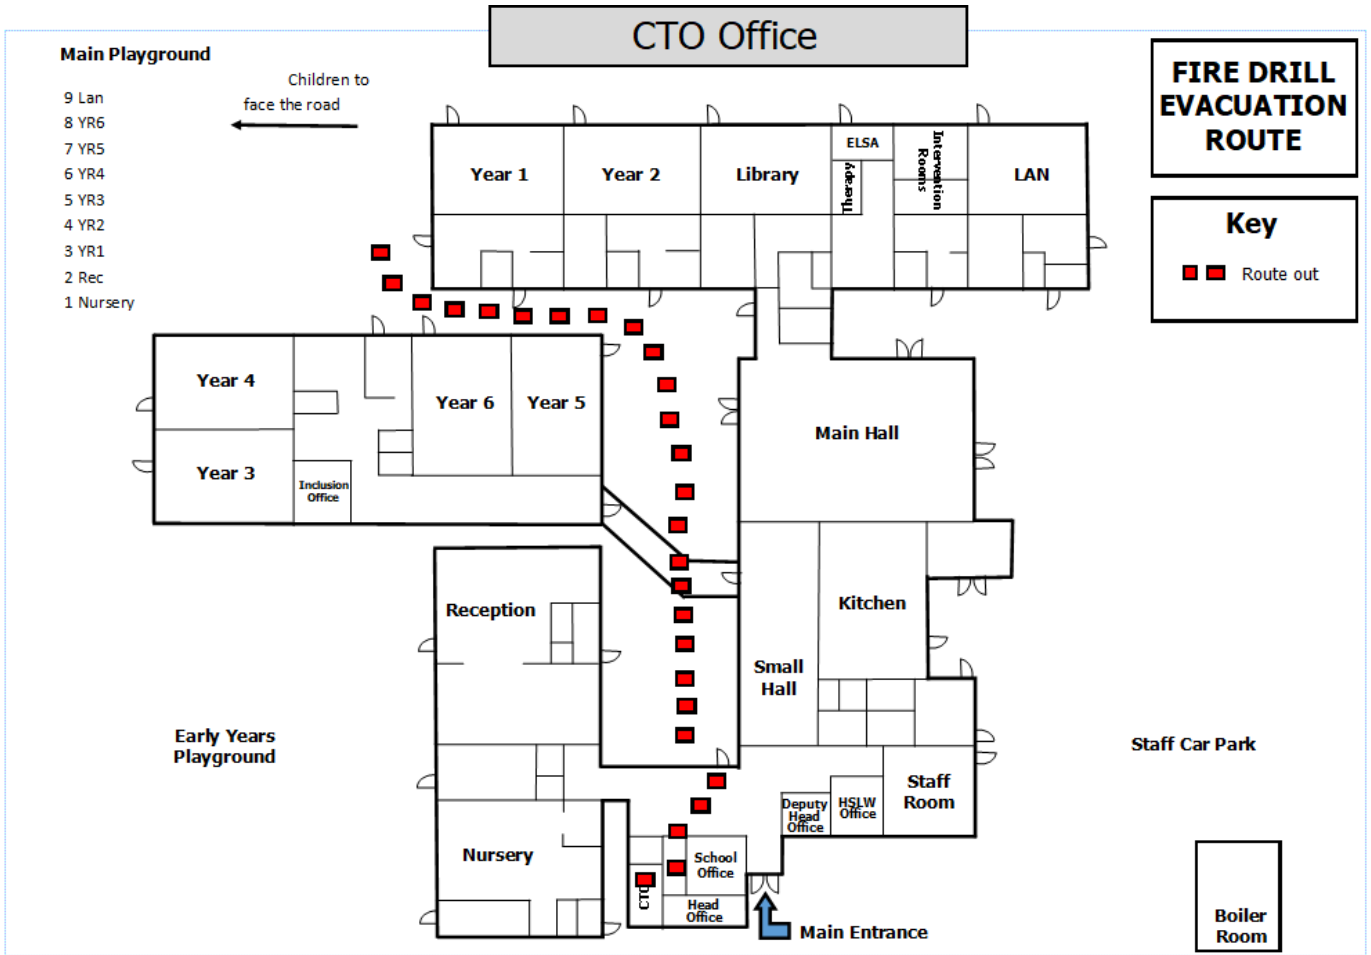 CTO Office
Main Playground
Children to
face the road
9 Lan
8 YR6
7 YR5
6 YR4
5 YR3
4 YR2
3 YR1
2 Rec
1 Nursery
FIRE DRILL
EVACUATION
ROUTE
Key
Route out
Year 1
Year 2
Library
ELSA
Therapy
Intervention
Rooms
LAN
Year 4
Year 6
Year 5
Year 3
Inclusion
Office
Main Hall
Reception
Kitchen
Small
Hall
Early Years
Playground
Staff Car Park
Staff
Room
Deputy
Head
Office
HSLW
Office
Nursery
School
Office
CTO
Head
Office
Main Entrance
Boiler
Room